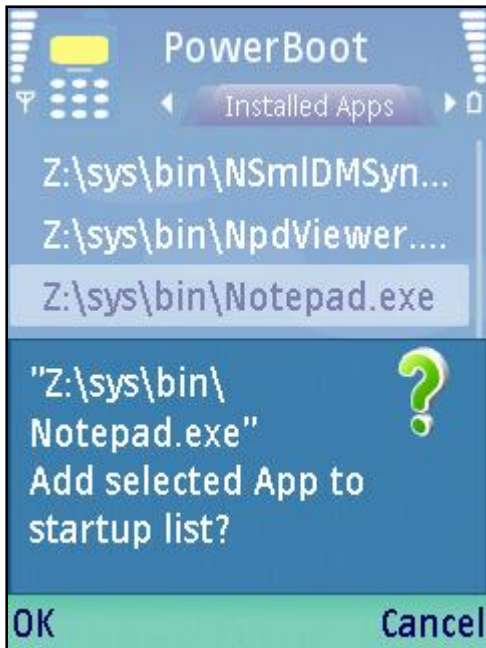 PowerBoot
Installed Apps
Z:\sys\bin\NSmlDMSyn...
Z:\sys\bin\NpdViewer....
Z:\sys\bin\Notepad.exe
"Z:\sys\bin\
Notepad.exe"
Add selected App to
startup list?
OK Cancel